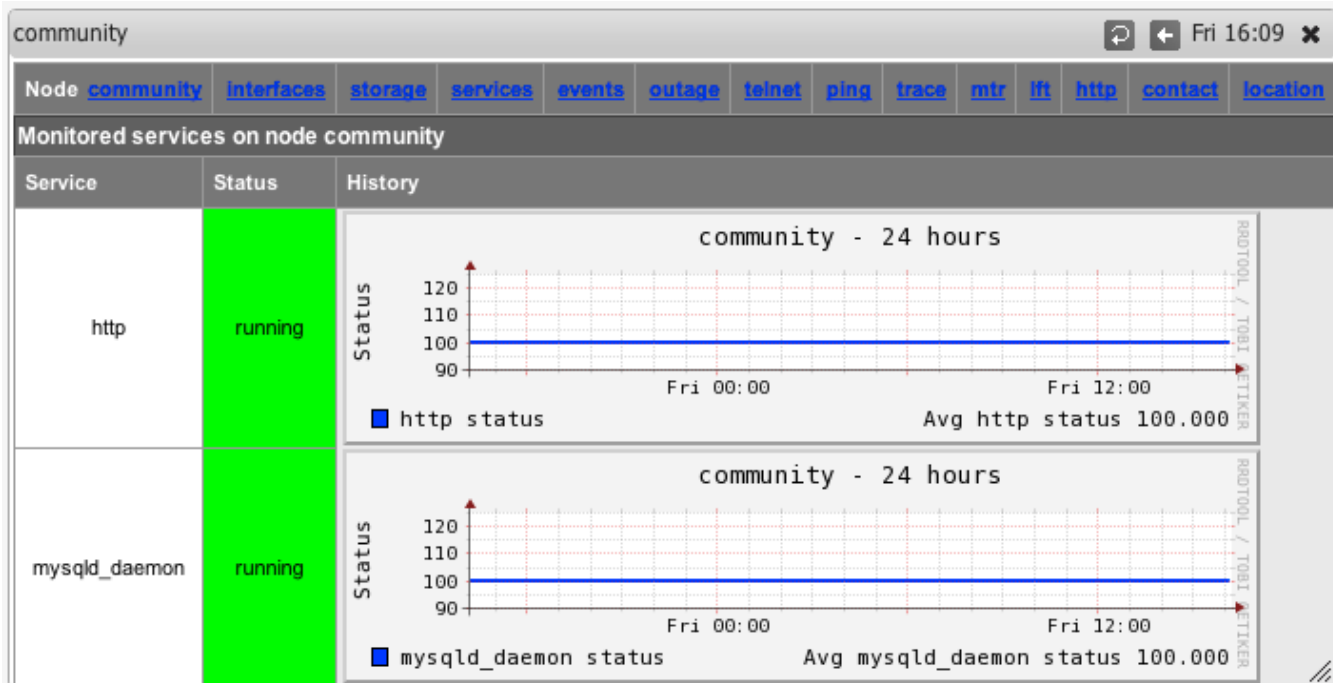 community Fri 16:09
Node community interfaces storage services events outage telnet ping trace mtr lft http contact location
Monitored services on node community
Service Status History
http running
community - 24 hours
Status
120
110
100
90
Fri 00:00 Fri 12:00
http status Avg http status 100.000
RRDTOOL / TOBI OETIKER
mysqld_daemon running
community - 24 hours
Status
120
110
100
90
Fri 00:00 Fri 12:00
mysqld_daemon status Avg mysqld_daemon status 100.000
RRDTOOL / TOBI OETIKER